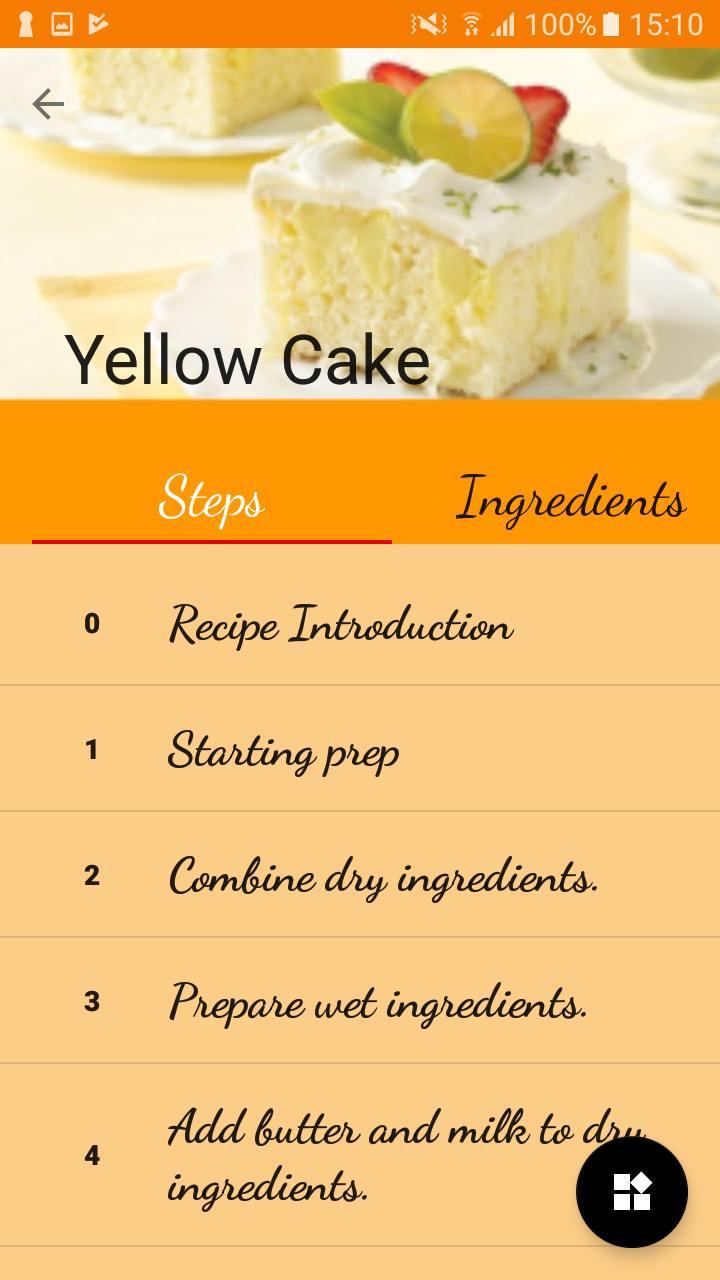 100% 15:10
Yellow Cake
Steps Ingredients
0 Recipe Introduction
1 Starting prep
2 Combine dry ingredients.
3 Prepare wet ingredients.
4 Add butter and milk to dry
ingredients.